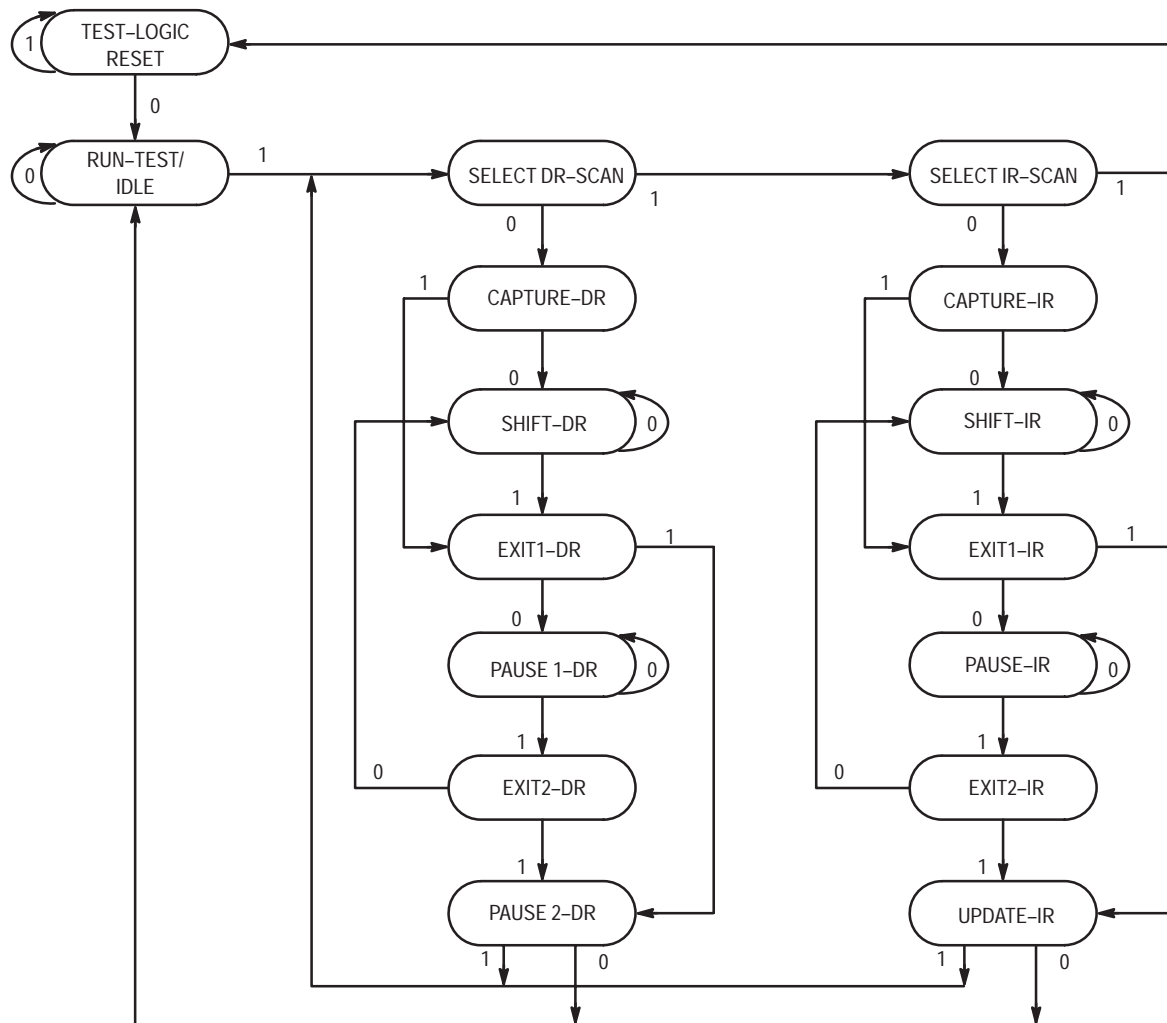 TEST–LOGIC
RESET
1
0
RUN–TEST/
IDLE
0
1
SELECT DR–SCAN
1
SELECT IR–SCAN
1
0
0
1
CAPTURE–DR
1
CAPTURE–IR
0
0
SHIFT–DR
0
SHIFT–IR
0
1
1
EXIT1–DR
1
EXIT1–IR
1
0
0
PAUSE 1–DR
0
PAUSE–IR
0
1
1
0
EXIT2–DR
0
EXIT2–IR
1
1
PAUSE 2–DR
UPDATE–IR
1
0
1
0